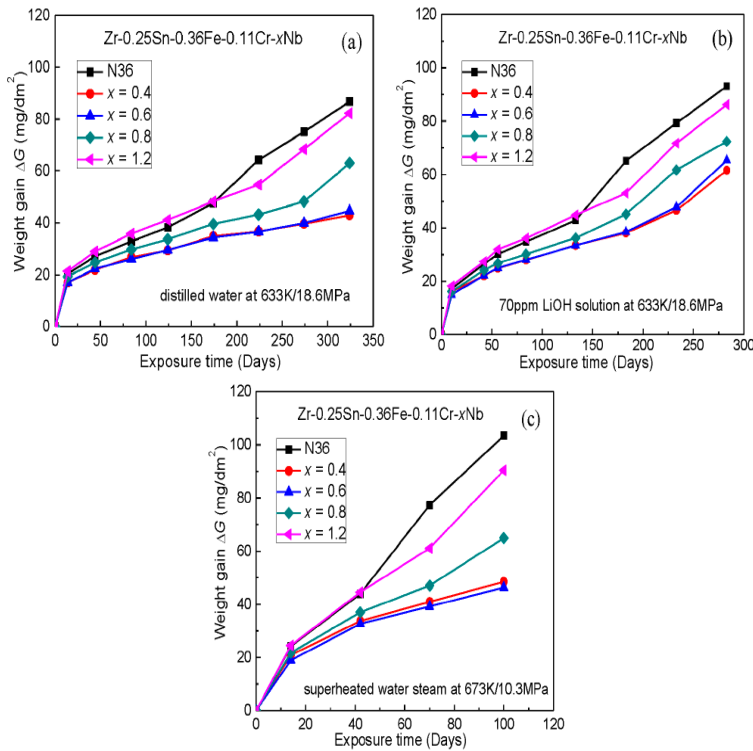 Zr-0.25Sn-0.36Fe-0.11Cr-xNb
(a)
N36
x = 0.4
x = 0.6
x = 0.8
x = 1.2
120
100
80
60
40
20
0
Weight gain ΔG (mg/dm²)
distilled water at 633K/18.6MPa
0 50 100 150 200 250 300 350
Exposure time (Days)
Zr-0.25Sn-0.36Fe-0.11Cr-xNb
(b)
N36
x = 0.4
x = 0.6
x = 0.8
x = 1.2
120
100
80
60
40
20
0
Weight gain ΔG (mg/dm²)
70ppm LiOH solution at 633K/18.6MPa
0 50 100 150 200 250 300
Exposure time (Days)
Zr-0.25Sn-0.36Fe-0.11Cr-xNb
(c)
N36
x = 0.4
x = 0.6
x = 0.8
x = 1.2
120
100
80
60
40
20
0
Weight gain ΔG (mg/dm²)
superheated water steam at 673K/10.3MPa
0 20 40 60 80 100 120
Exposure time (Days)